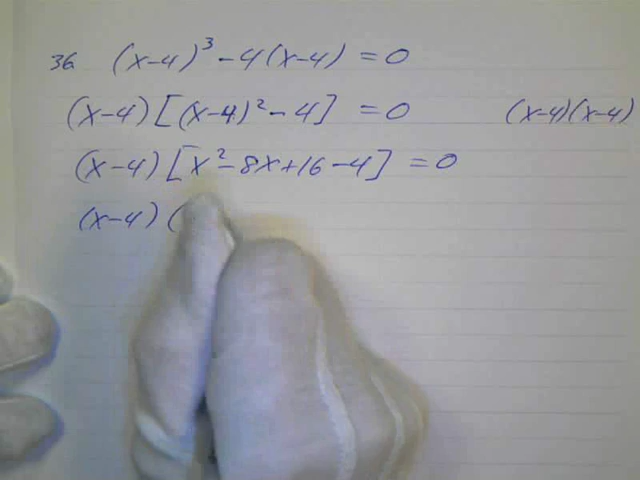 36. (x-4)³ - 4(x-4) = 0
(x-4)[(x-4)² - 4] = 0
(x-4)(x-4)
(x-4)[x² - 8x + 16 - 4] = 0
(x-4)(